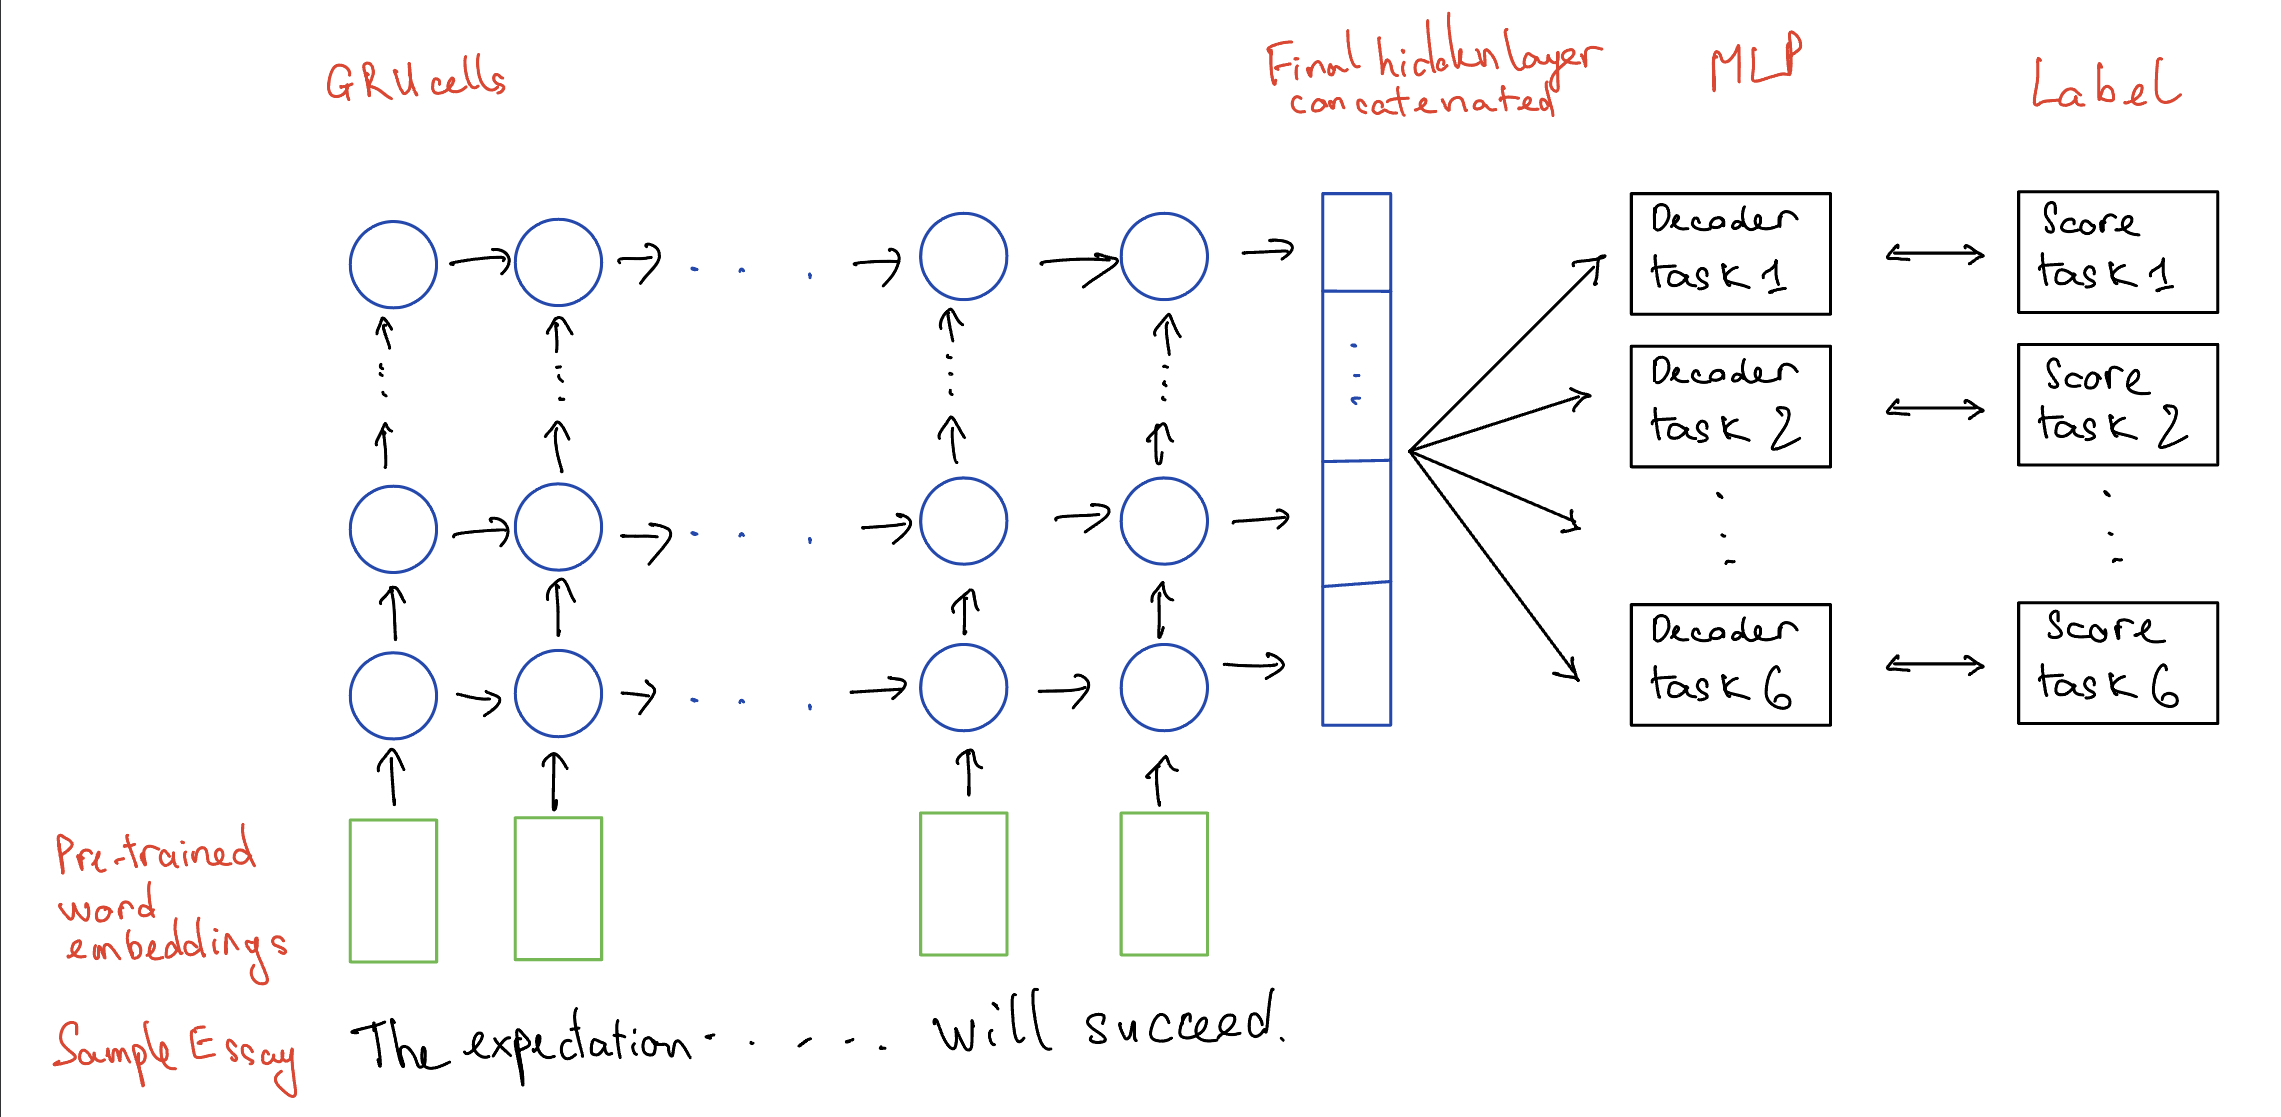 GRU cells
Final hidden layer
concatenated
MLP
Label
Decoder
task 1
Score
task 1
Decoder
task 2
Score
task 2
Decoder
task 6
Score
task 6
Pre-trained
word
embeddings
Sample Essay
The expectation - . . - - . . will succeed.